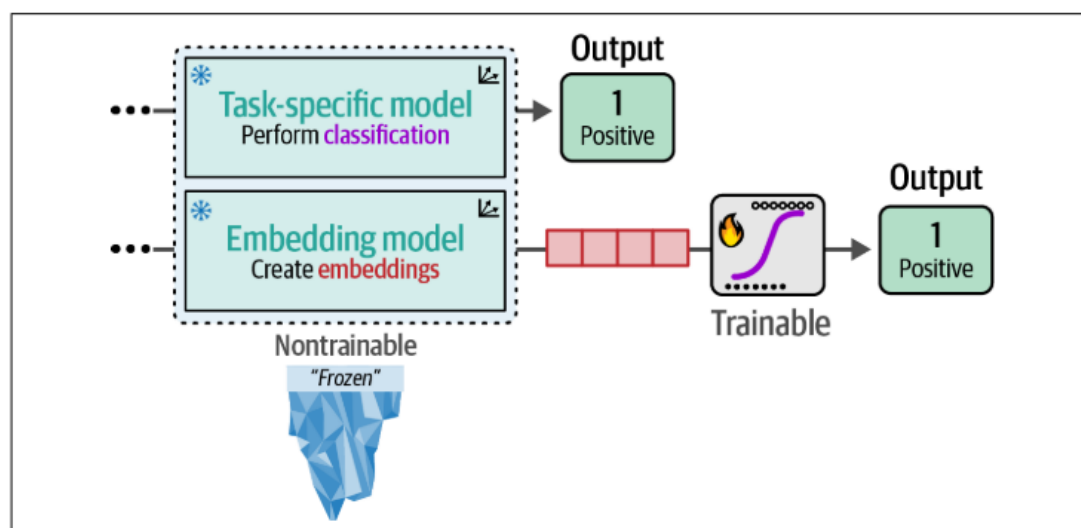 Output
Task-specific model
Perform classification
1
Positive
Output
Embedding model
Create embeddings
1
Positive
Trainable
Nontrainable
"Frozen"